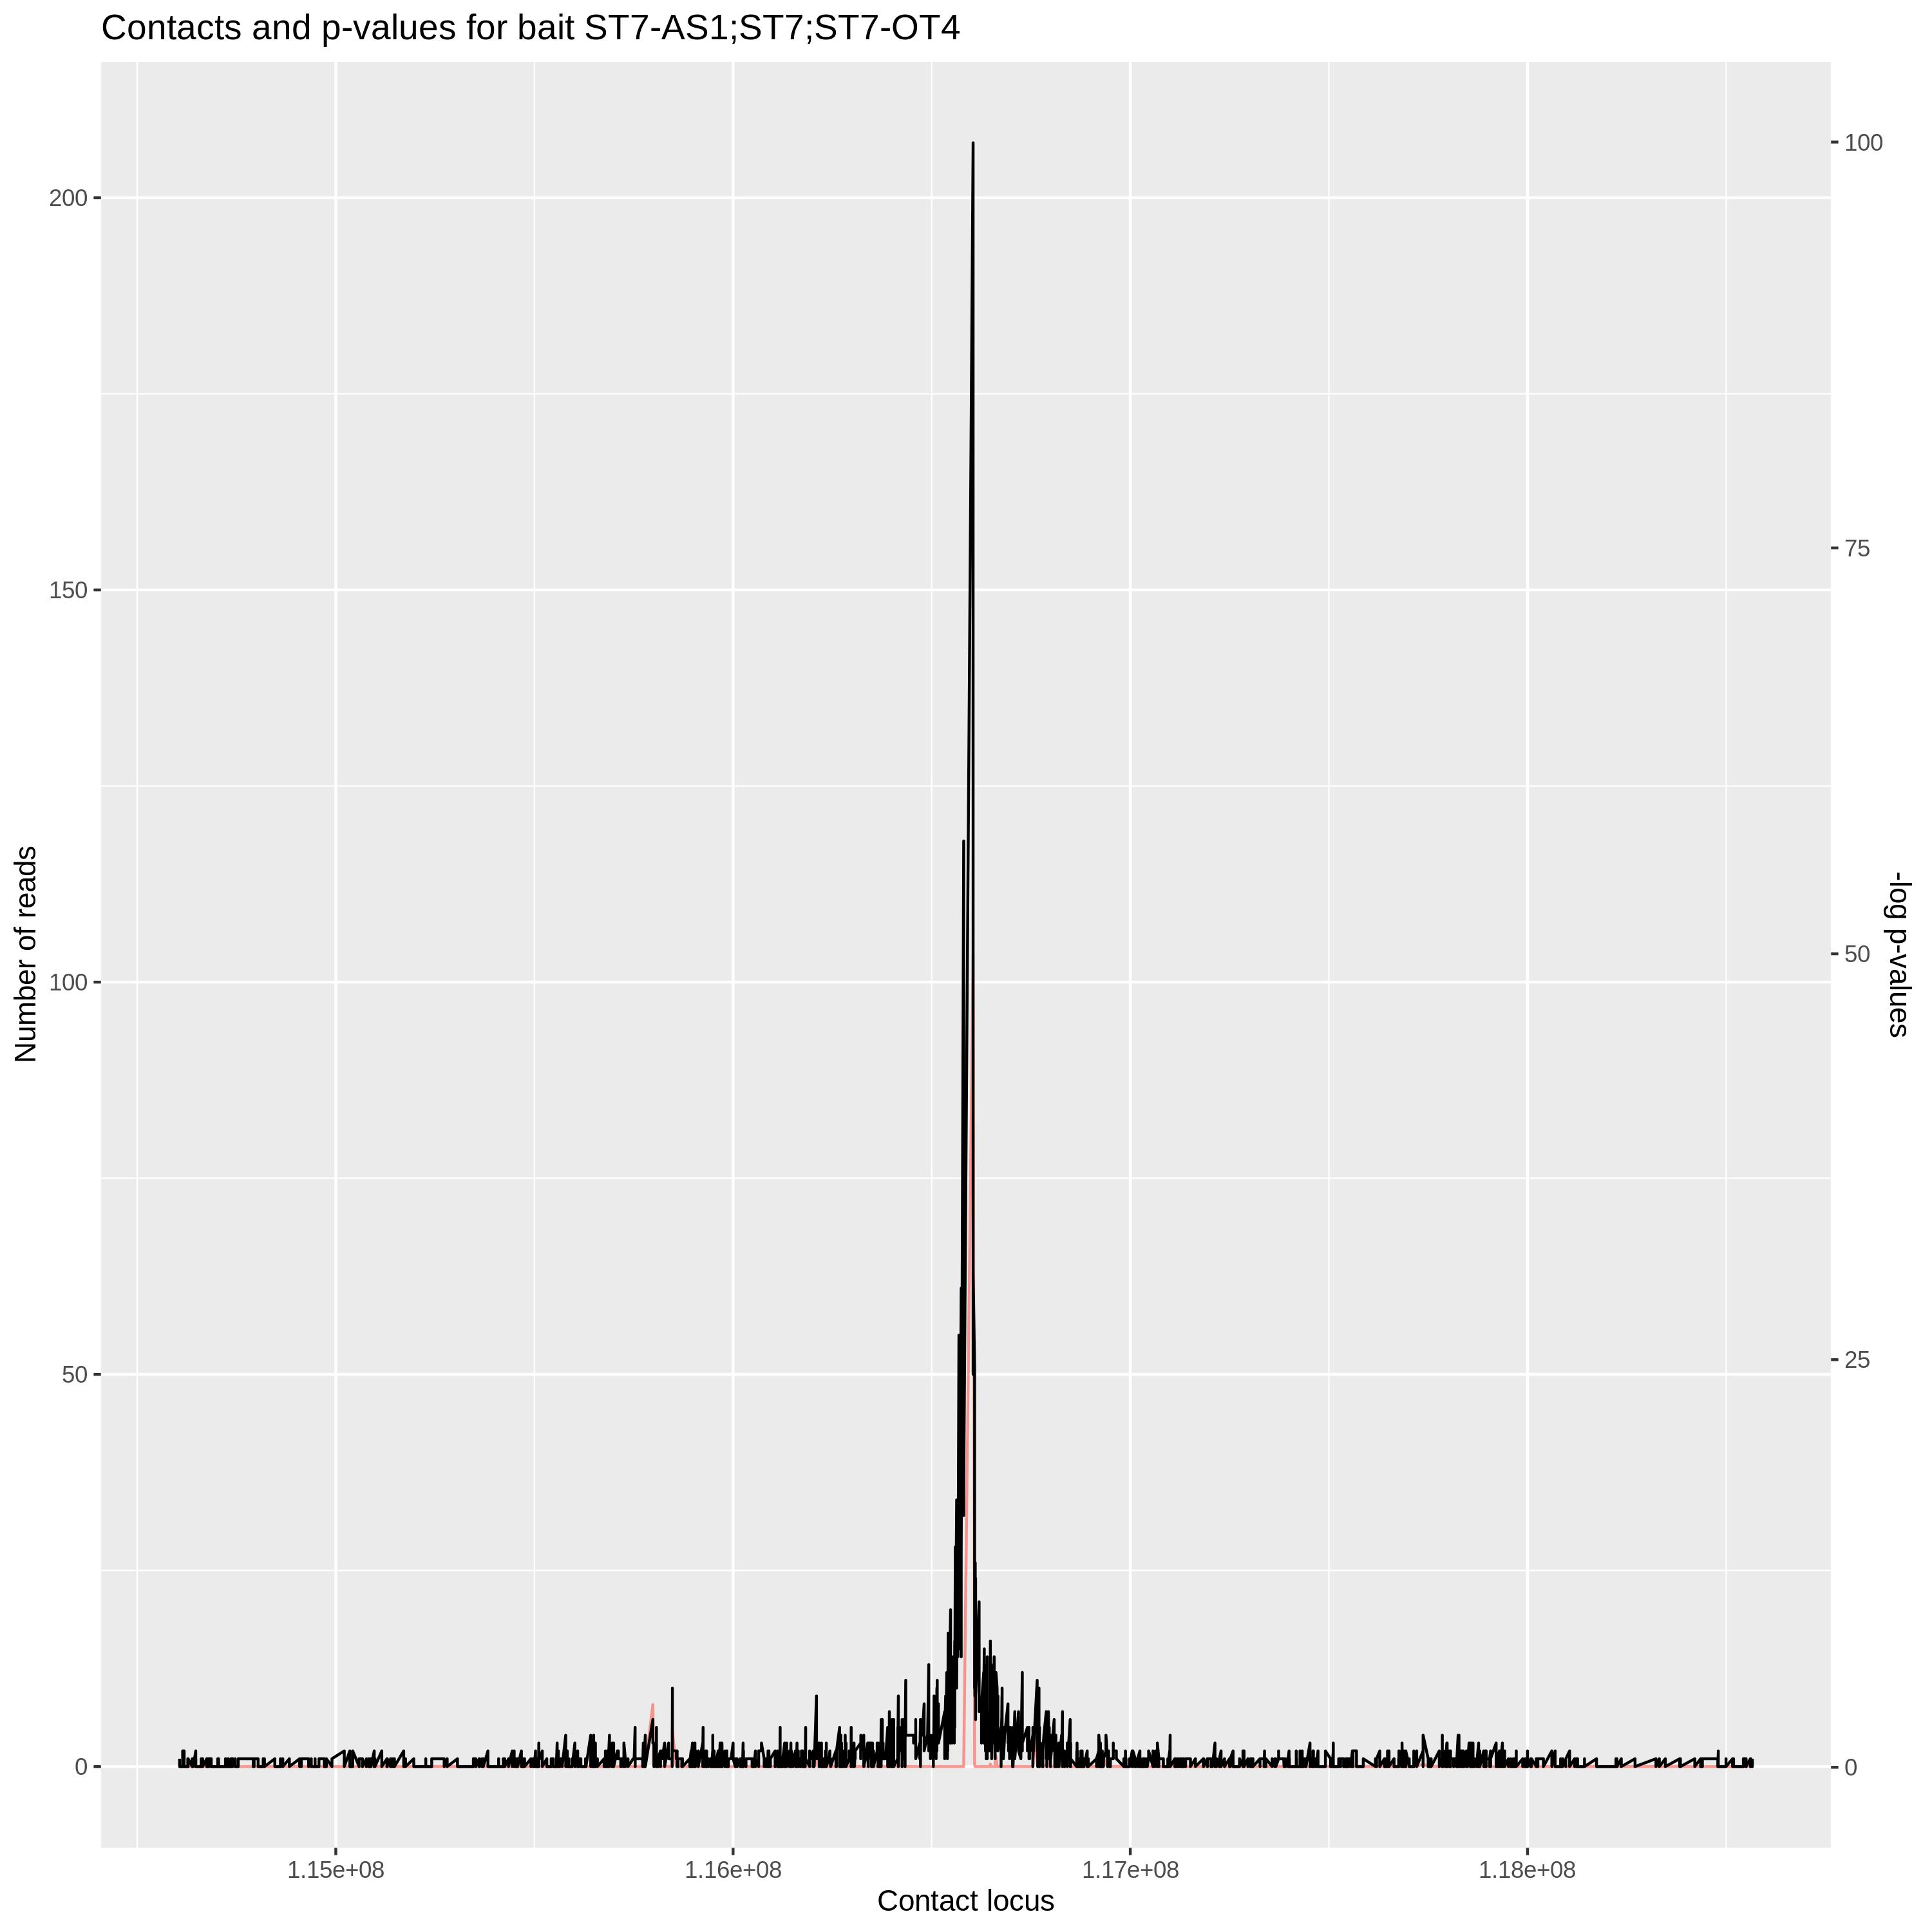 Contacts and p-values for bait ST7-AS1;ST7;ST7-OT4
200
150
100
50
0
Number of reads
100
75
50
25
0
-log p-values
1.15e+08
1.16e+08
1.17e+08
1.18e+08
Contact locus